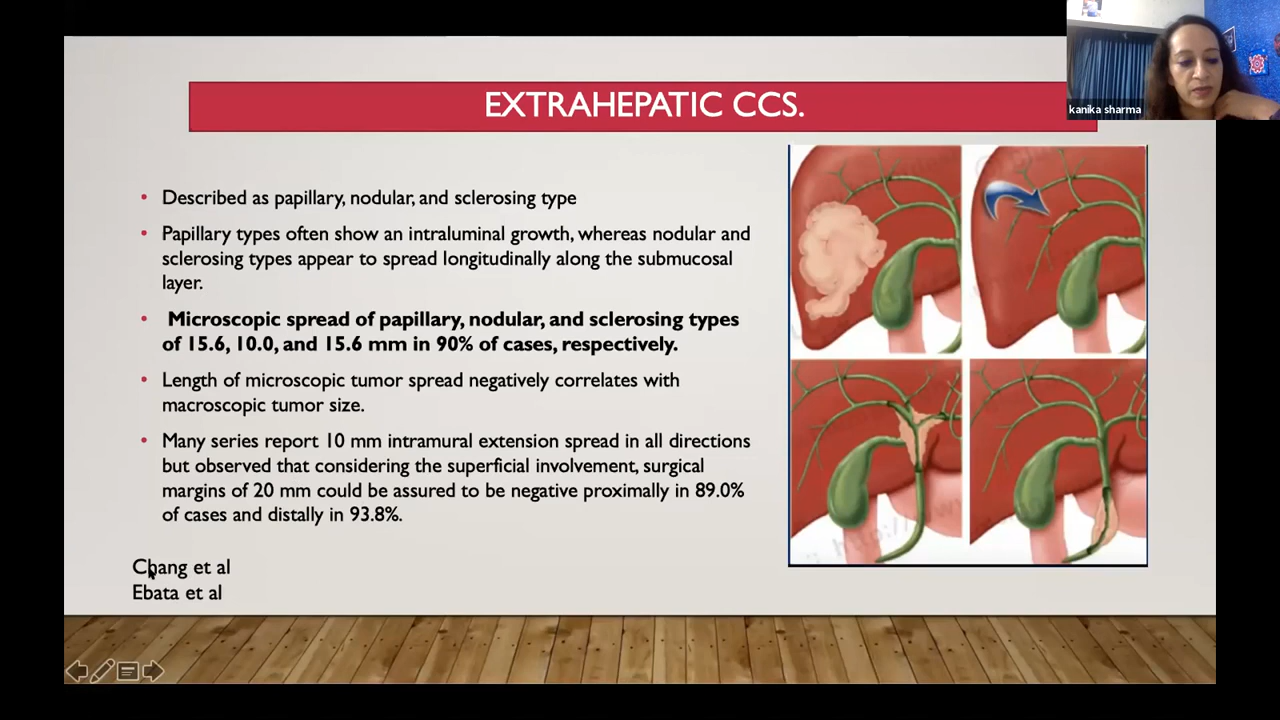 kanika sharma
EXTRAHEPATIC CCS.
• Described as papillary, nodular, and sclerosing type
• Papillary types often show an intraluminal growth, whereas nodular and
sclerosing types appear to spread longitudinally along the submucosal
layer.
• Microscopic spread of papillary, nodular, and sclerosing types
of 15.6, 10.0, and 15.6 mm in 90% of cases, respectively.
• Length of microscopic tumor spread negatively correlates with
macroscopic tumor size.
• Many series report 10 mm intramural extension spread in all directions
but observed that considering the superficial involvement, surgical
margins of 20 mm could be assured to be negative proximally in 89.0%
of cases and distally in 93.8%.
Chang et al
Ebata et al